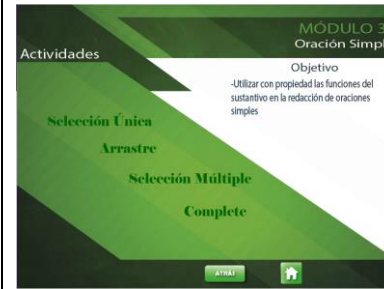 MÓDULO 3
Oración Simpl
Actividades
Objetivo
-Utilizar con propiedad las funciones del
sustantivo en la redacción de oraciones
simples
Selección Única
Arrastre
Selección Múltiple
Complete
ATRÁS